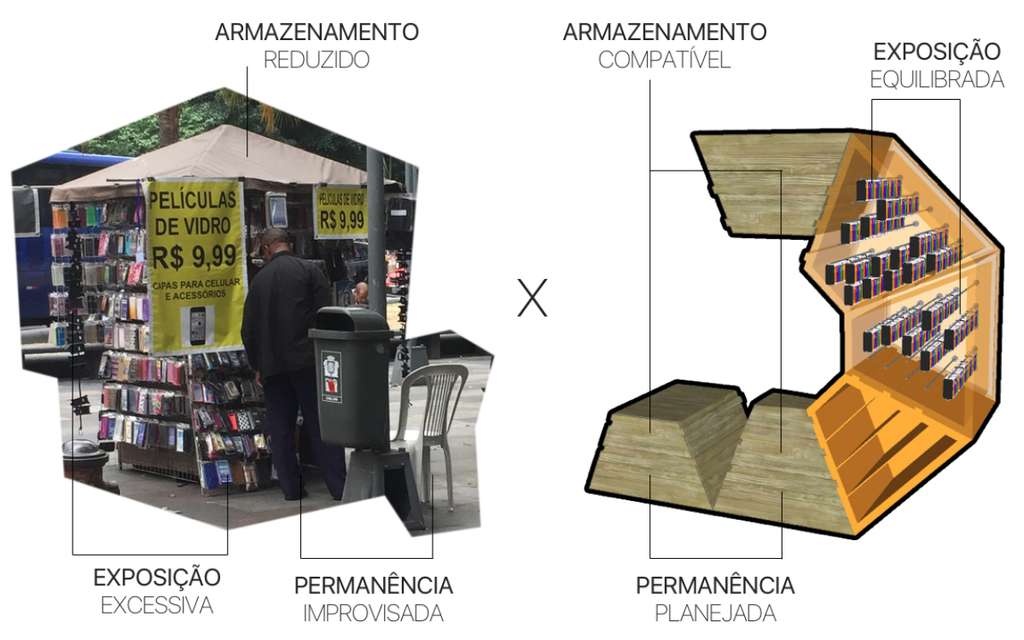 ARMAZENAMENTO
REDUZIDO
ARMAZENAMENTO
COMPATÍVEL
EXPOSIÇÃO
EQUILIBRADA
PELÍCULAS
DE VIDRO
R$ 9,99
CAPAS PARA CELULAR
E ACESSÓRIOS
PELÍCULAS DE VIDRO
R$ 9,99
X
EXPOSIÇÃO
EXCESSIVA
PERMANÊNCIA
IMPROVISADA
PERMANÊNCIA
PLANEJADA